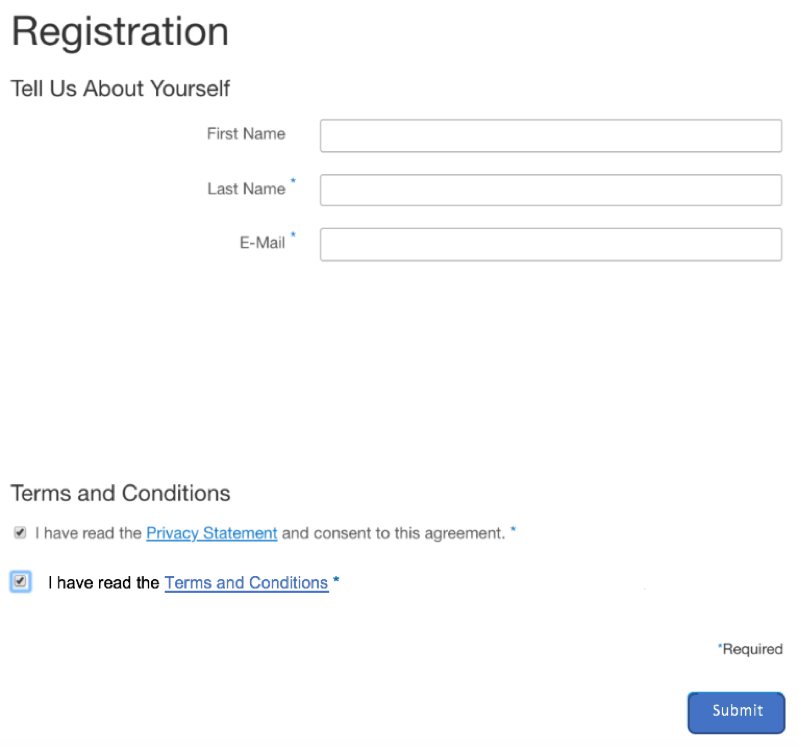 Registration
Tell Us About Yourself
First Name
Last Name *
E-Mail *
Terms and Conditions
I have read the Privacy Statement and consent to this agreement. *
I have read the Terms and Conditions *
*Required
Submit